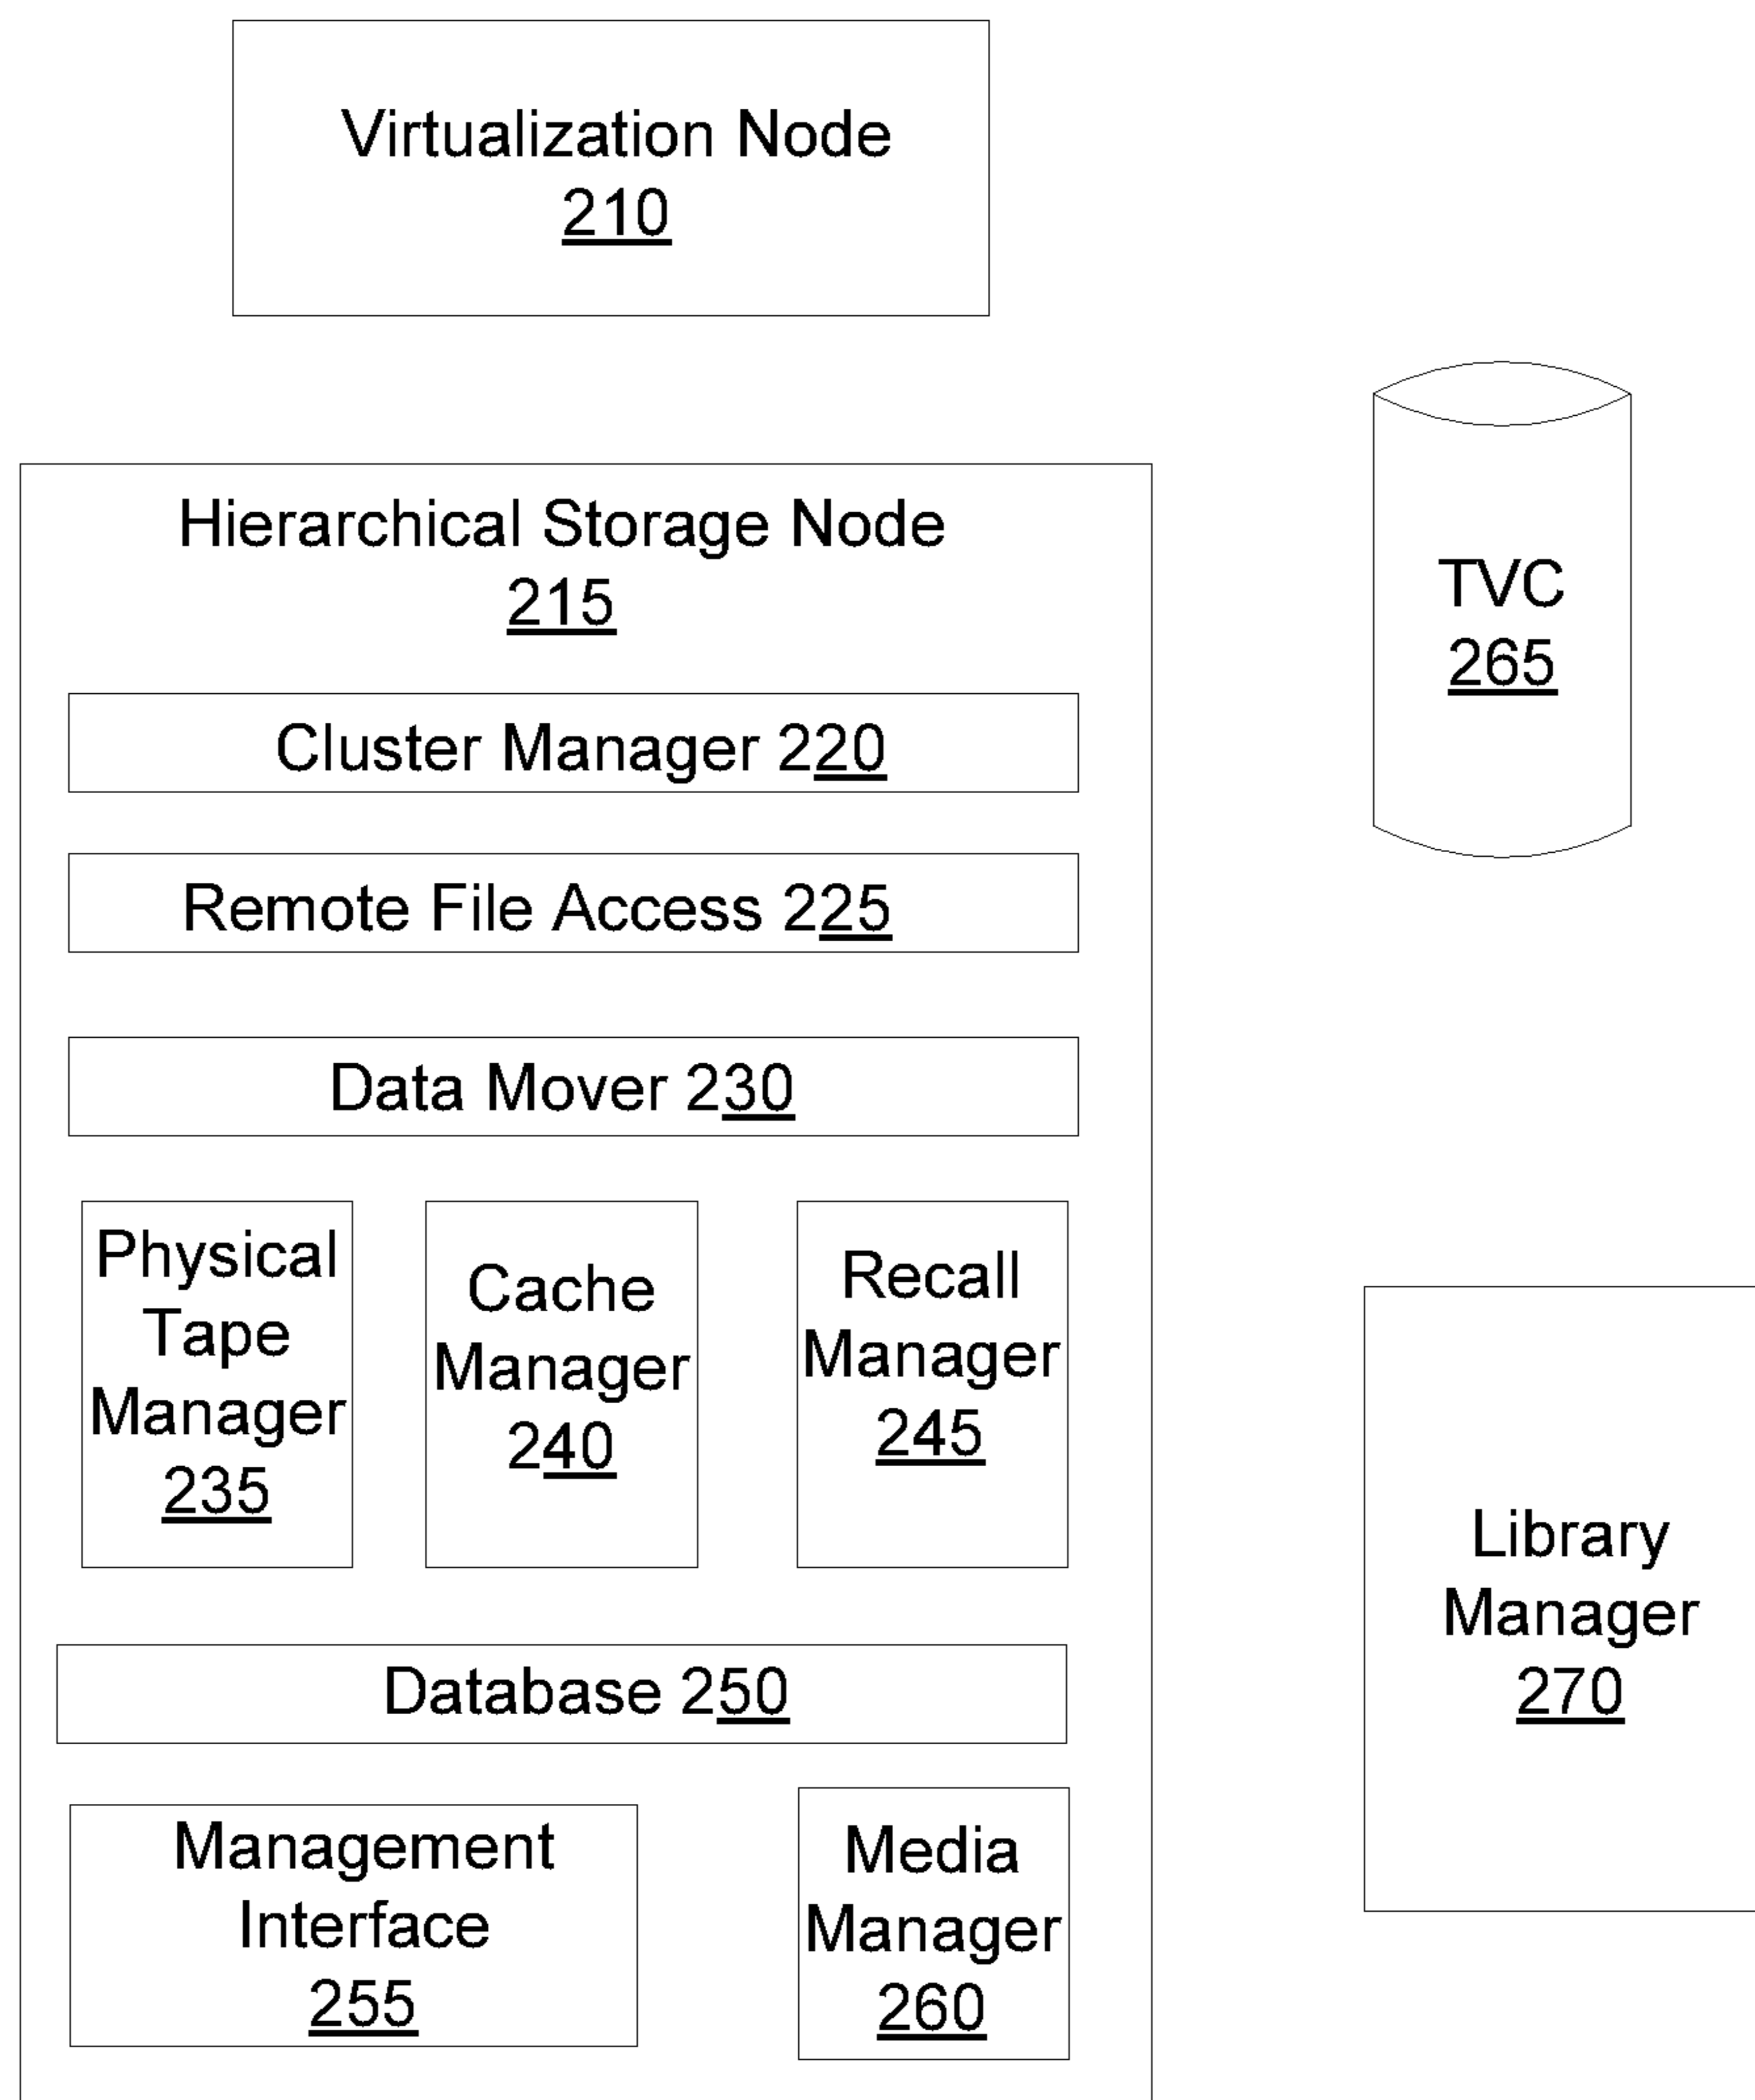 Virtualization Node
210
Hierarchical Storage Node
215
Cluster Manager 220
Remote File Access 225
Data Mover 230
Physical
Tape
Manager
235
Cache
Manager
240
Recall
Manager
245
Database 250
Management
Interface
255
Media
Manager
260
TVC
265
Library
Manager
270